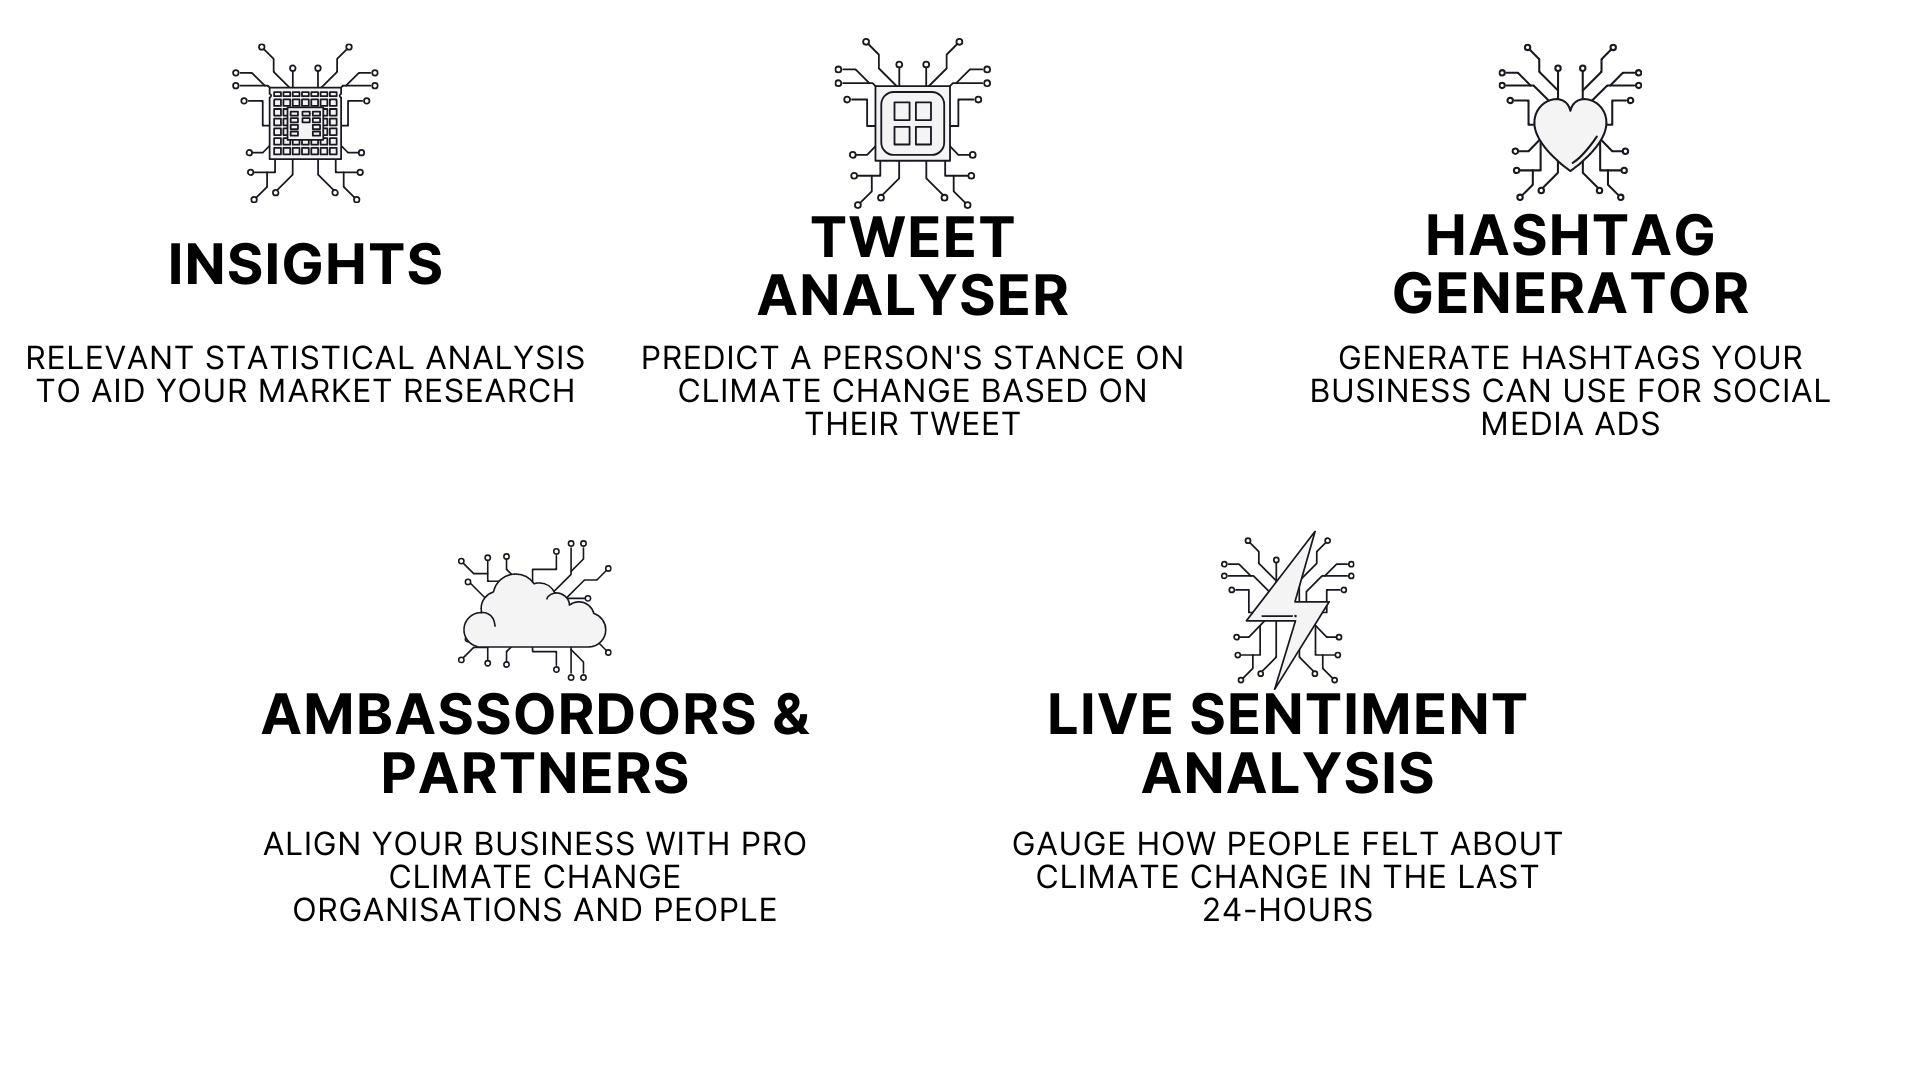 INSIGHTS
RELEVANT STATISTICAL ANALYSIS
TO AID YOUR MARKET RESEARCH
TWEET
ANALYSER
PREDICT A PERSON'S STANCE ON
CLIMATE CHANGE BASED ON
THEIR TWEET
HASHTAG
GENERATOR
GENERATE HASHTAGS YOUR
BUSINESS CAN USE FOR SOCIAL
MEDIA ADS
AMBASSORDORS &
PARTNERS
ALIGN YOUR BUSINESS WITH PRO
CLIMATE CHANGE
ORGANISATIONS AND PEOPLE
LIVE SENTIMENT
ANALYSIS
GAUGE HOW PEOPLE FELT ABOUT
CLIMATE CHANGE IN THE LAST
24-HOURS